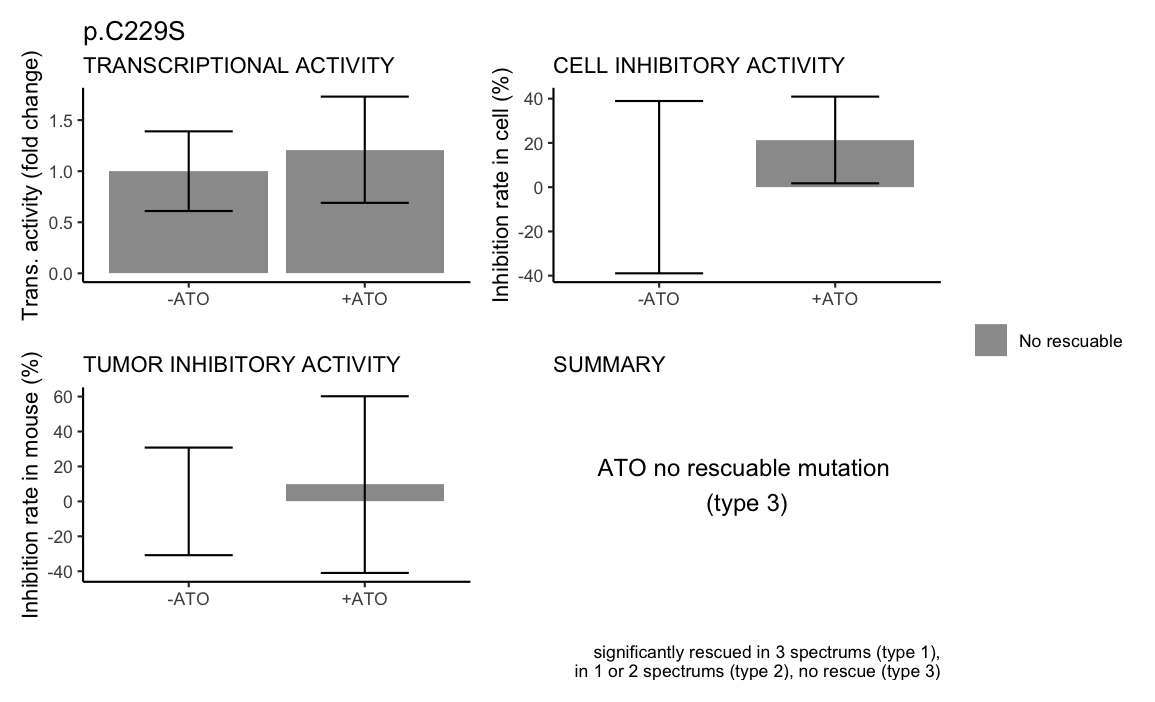 p.C229S
TRANSCRIPTIONAL ACTIVITY
Trans. activity (fold change)
1.5
1.0
0.5
0.0
-ATO
+ATO
CELL INHIBITORY ACTIVITY
Inhibition rate in cell (%)
40
20
0
-20
-40
-ATO
+ATO
No rescuable
TUMOR INHIBITORY ACTIVITY
Inhibition rate in mouse (%)
60
40
20
0
-20
-40
-ATO
+ATO
SUMMARY
ATO no rescuable mutation
(type 3)
significantly rescued in 3 spectrums (type 1),
in 1 or 2 spectrums (type 2), no rescue (type 3)